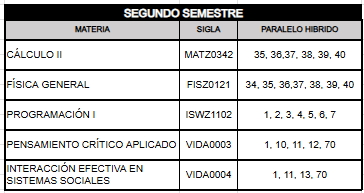 SEGUNDO SEMESTRE
MATERIA SIGLA PARALELO HIBRIDO
CÁLCULO II MATZ0342 35, 36,37, 38, 39, 40
FÍSICA GENERAL FISZ0121 34, 35, 36,37, 38, 39, 40
PROGRAMACIÓN I ISWZ1102 1, 2, 3, 4, 5, 6, 7
PENSAMIENTO CRÍTICO APLICADO VIDA0003 1, 10, 11, 12, 70
INTERACCIÓN EFECTIVA EN
SISTEMAS SOCIALES VIDA0004 1, 11, 13, 70